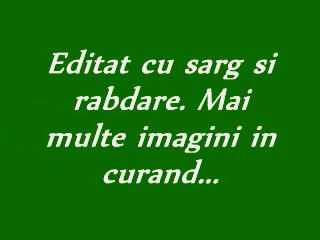 Editat cu sarg si
rabdare. Mai
multe imagini in
curand...